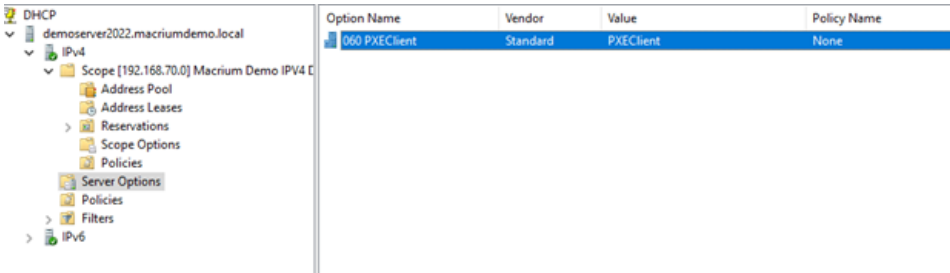 DHCP
demoserver2022.macriumdemo.local
IPv4
Scope [192.168.70.0] Macrium Demo IPV4 D
Address Pool
Address Leases
Reservations
Scope Options
Policies
Server Options
Policies
Filters
IPv6
Option Name Vendor Value Policy Name
060 PXEClient Standard PXEClient None